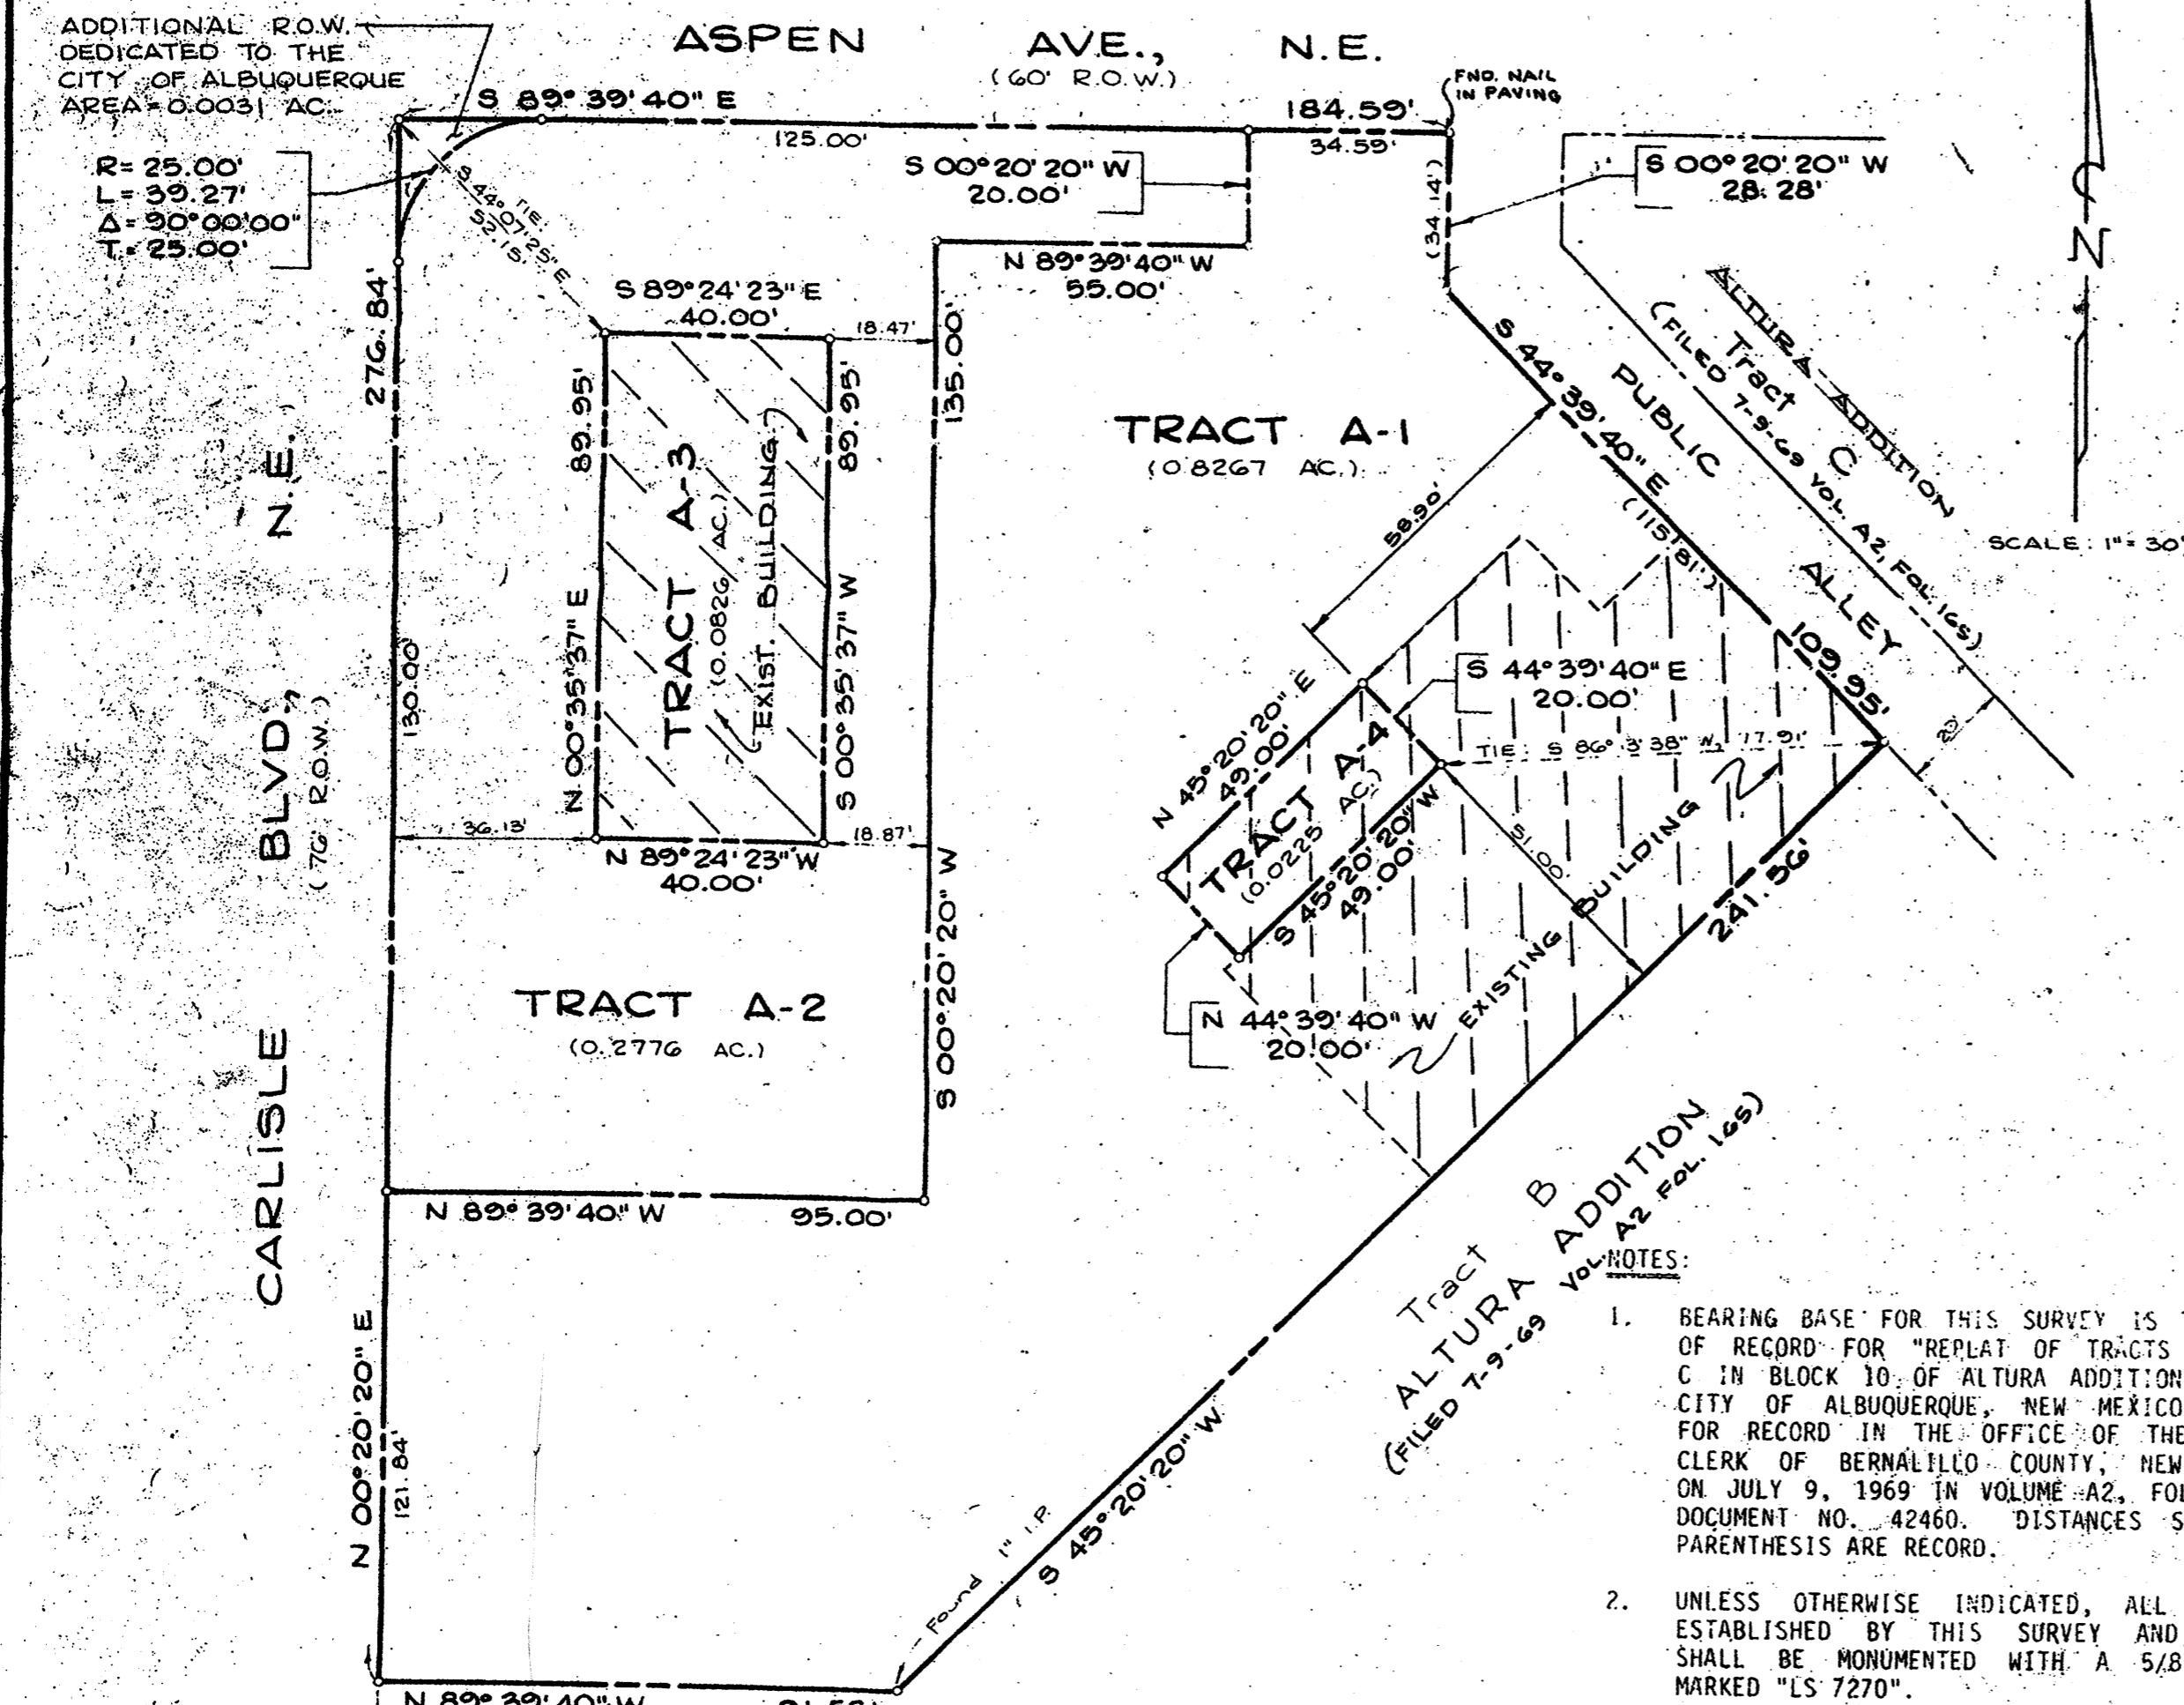 ADDITIONAL R.O.W.
DEDICATED TO THE
CITY OF ALBUQUERQUE
AREA = 0.0031 AC.
ASPEN AVE., N.E.
(60' R.O.W.)
FND. NAIL
IN PAVING
S 89° 39' 40" E
184.59'
125.00'
34.59'
R= 25.00'
L= 39.27'
Δ= 90°00'00"
T= 25.00'
TIE:
S 44°07'25" E
52.15'
S 00° 20' 20" W
20.00'
(34.14')
S 00° 20' 20" W
28.28'
N
SCALE: 1" = 30'
N 89° 39' 40" W
55.00'
276.84'
S 89° 24' 23" E
40.00'
18.47'
135.00'
89.95'
89.95'
TRACT A-3
(0.0826 AC.)
EXIST. BUILDING
N 00° 35' 37" E
S 00° 35' 37" W
130.00'
36.13'
N 89° 24' 23" W
40.00'
18.87'
S 00° 20' 20" W
TRACT A-1
(0.8267 AC.)
S 44° 39' 40" E
(115.81')
109.95'
PUBLIC ALLEY
ALTURA ADDITION
Tract C
(FILED 7-9-69 VOL. A2, FOL. 165)
58.90'
S 44° 39' 40" E
20.00'
N 45° 20' 20" E
49.00'
TRACT A-4
(0.0225 AC.)
S 45° 20' 20" W
49.00'
77.91'
51.00'
N 44° 39' 40" W
20.00'
EXISTING BUILDING
241.56'
CARLISLE BLVD., N.E.
(76' R.O.W.)
TRACT A-2
(0.2776 AC.)
N 89° 39' 40" W 95.00'
N 00° 20' 20" E
121.84'
Found 1" I.P.
S 45° 20' 20" W
Tract B
ALTURA ADDITION
(FILED 7-9-69 VOL. A2 FOL. 165)
N 89° 39' 40" W
NOTES:
1. BEARING BASE FOR THIS SURVEY IS
OF RECORD FOR "REPLAT OF TRACTS
C IN BLOCK 10 OF ALTURA ADDITION
CITY OF ALBUQUERQUE, NEW MEXICO
FOR RECORD IN THE OFFICE OF THE
CLERK OF BERNALILLO COUNTY, NEW
ON JULY 9, 1969 IN VOLUME A2,
DOCUMENT NO. 42460. DISTANCES
PARENTHESIS ARE RECORD.
2. UNLESS OTHERWISE INDICATED, ALL
ESTABLISHED BY THIS SURVEY AND
SHALL BE MONUMENTED WITH A 5/8
MARKED "LS 7270".